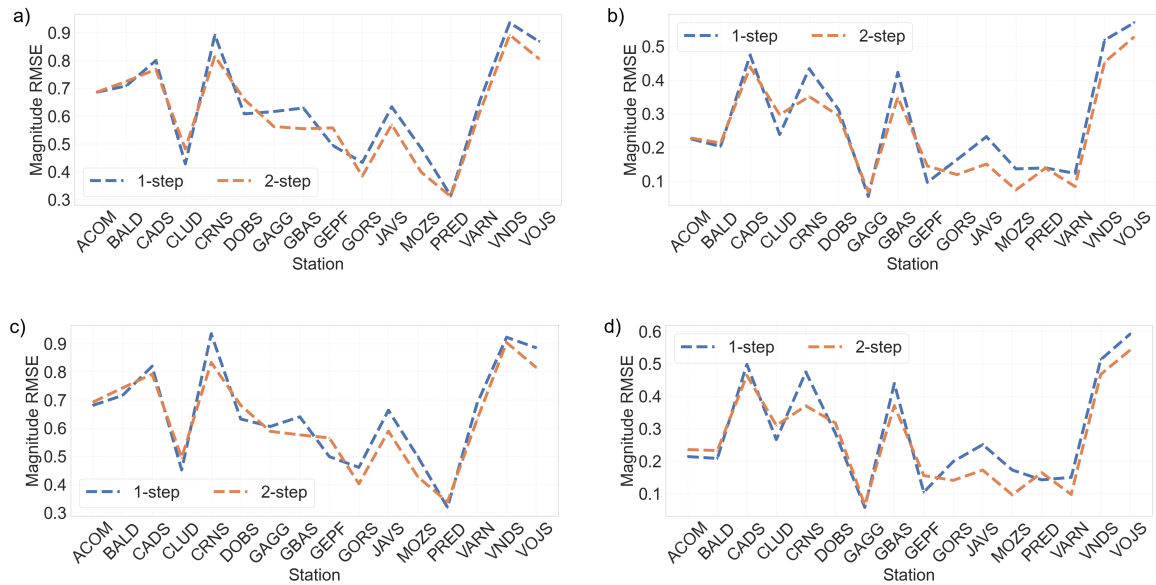 a)
Magnitude RMSE
0.9
0.8
0.7
0.6
0.5
0.4
0.3
1-step
2-step
ACOM
BALD
CADS
CLUD
CRNS
DOBS
GAGG
GBAS
GEPF
GORS
JAVS
MOZS
PRED
VARN
VNDS
VOJS
Station
b)
Magnitude RMSE
0.5
0.4
0.3
0.2
0.1
1-step
2-step
ACOM
BALD
CADS
CLUD
CRNS
DOBS
GAGG
GBAS
GEPF
GORS
JAVS
MOZS
PRED
VARN
VNDS
VOJS
Station
c)
Magnitude RMSE
0.9
0.8
0.7
0.6
0.5
0.4
0.3
1-step
2-step
ACOM
BALD
CADS
CLUD
CRNS
DOBS
GAGG
GBAS
GEPF
GORS
JAVS
MOZS
PRED
VARN
VNDS
VOJS
Station
d)
Magnitude RMSE
0.6
0.5
0.4
0.3
0.2
0.1
1-step
2-step
ACOM
BALD
CADS
CLUD
CRNS
DOBS
GAGG
GBAS
GEPF
GORS
JAVS
MOZS
PRED
VARN
VNDS
VOJS
Station